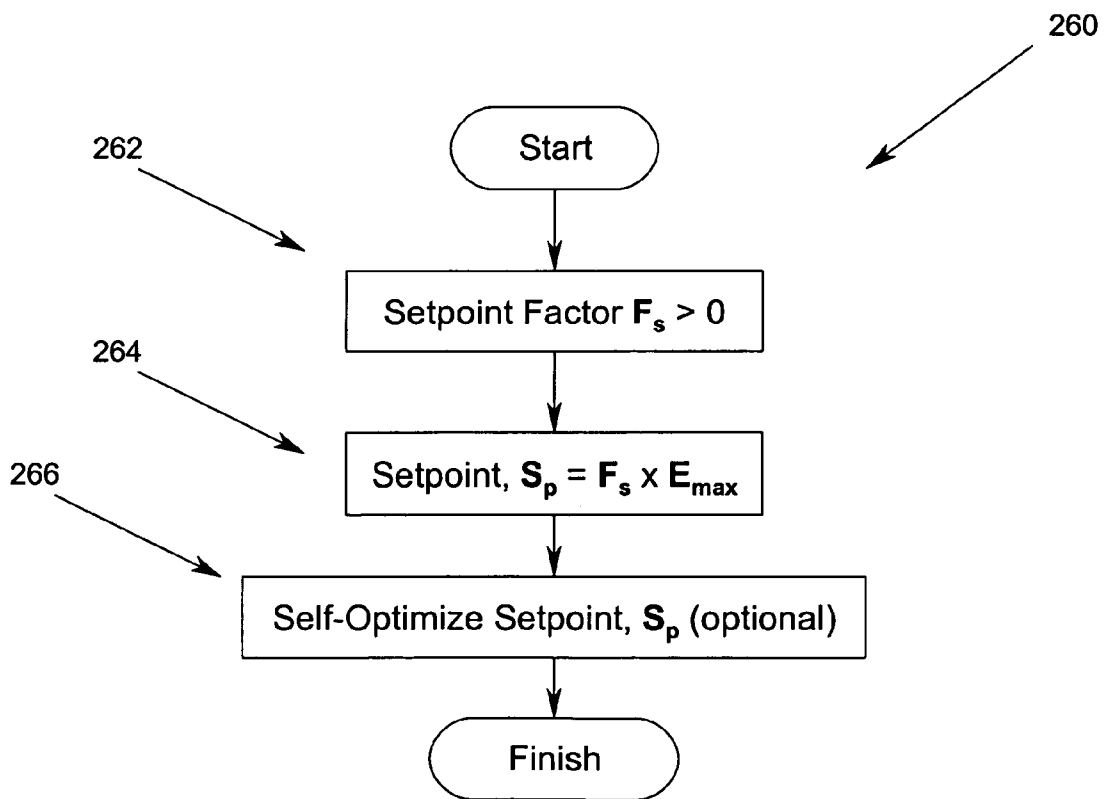 260
Start
262
Setpoint Factor Fs > 0
264
Setpoint, Sp = Fs x Emax
266
Self-Optimize Setpoint, Sp (optional)
Finish